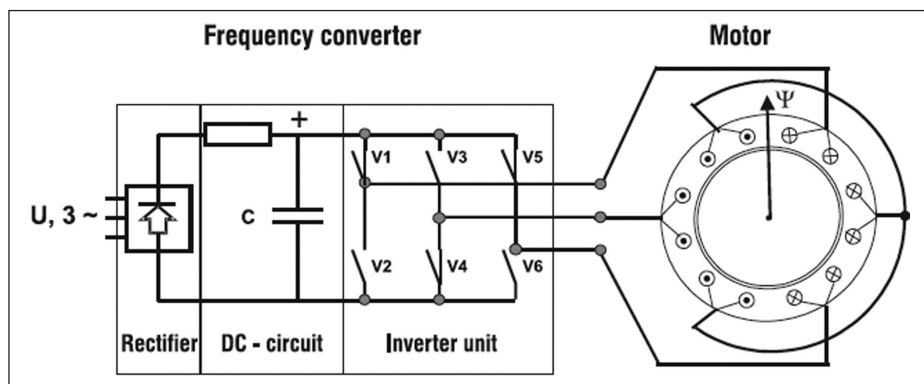 Frequency converter
Motor
Ψ
+
V1
V3
V5
U, 3 ~
C
V2
V4
V6
Rectifier
DC - circuit
Inverter unit